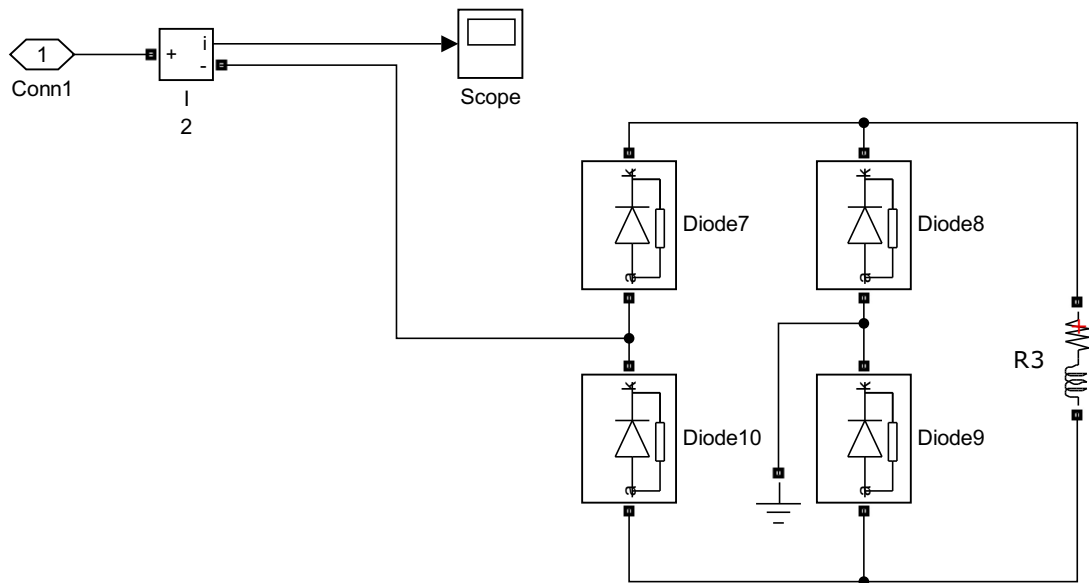 1
Conn1
+
i
-
I
2
Scope
k
a
Diode7
k
a
Diode8
+
R3
k
a
Diode10
k
a
Diode9